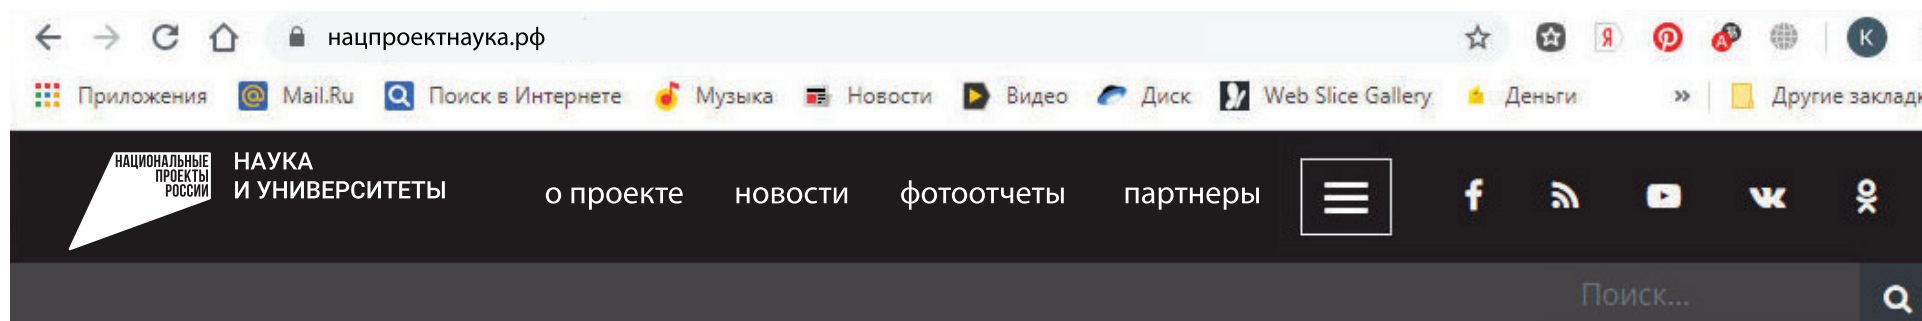 нацпроектнаука.рф
Я
A
K
Приложения @ Mail.Ru Поиск в Интернете Музыка Новости Видео Диск Web Slice Gallery Деньги » Другие заклад
НАЦИОНАЛЬНЫЕ
ПРОЕКТЫ
РОССИИ
НАУКА
И УНИВЕРСИТЕТЫ
о проекте новости фотоотчеты партнеры
Поиск...